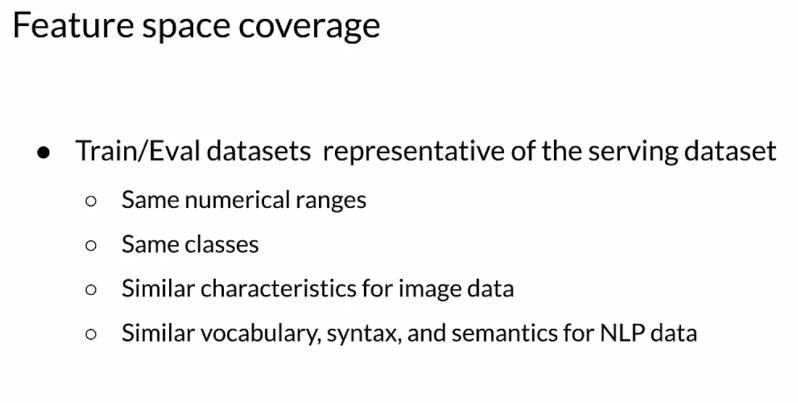 Feature space coverage
● Train/Eval datasets representative of the serving dataset
○ Same numerical ranges
○ Same classes
○ Similar characteristics for image data
○ Similar vocabulary, syntax, and semantics for NLP data